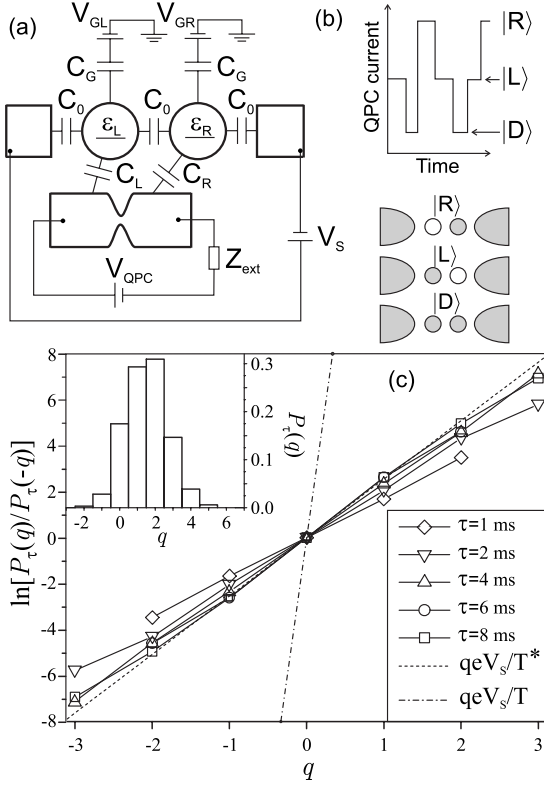 (a)
V_GL
V_GR
C_G
C_G
C_0
C_0
C_0
ε_L
ε_R
C_L
C_R
V_QPC
Z_ext
V_S
(b)
QPC current
Time
|R⟩
|L⟩
|D⟩
|R⟩
|L⟩
|D⟩
(c)
ln[P_τ(q)/P_τ(-q)]
8
6
4
2
0
-2
-4
-6
-8
-3
-2
-1
0
1
2
3
q
P_τ(q)
0.3
0.2
0.1
0.0
-2
0
2
4
6
q
τ=1 ms
τ=2 ms
τ=4 ms
τ=6 ms
τ=8 ms
qeV_S/T*
qeV_S/T